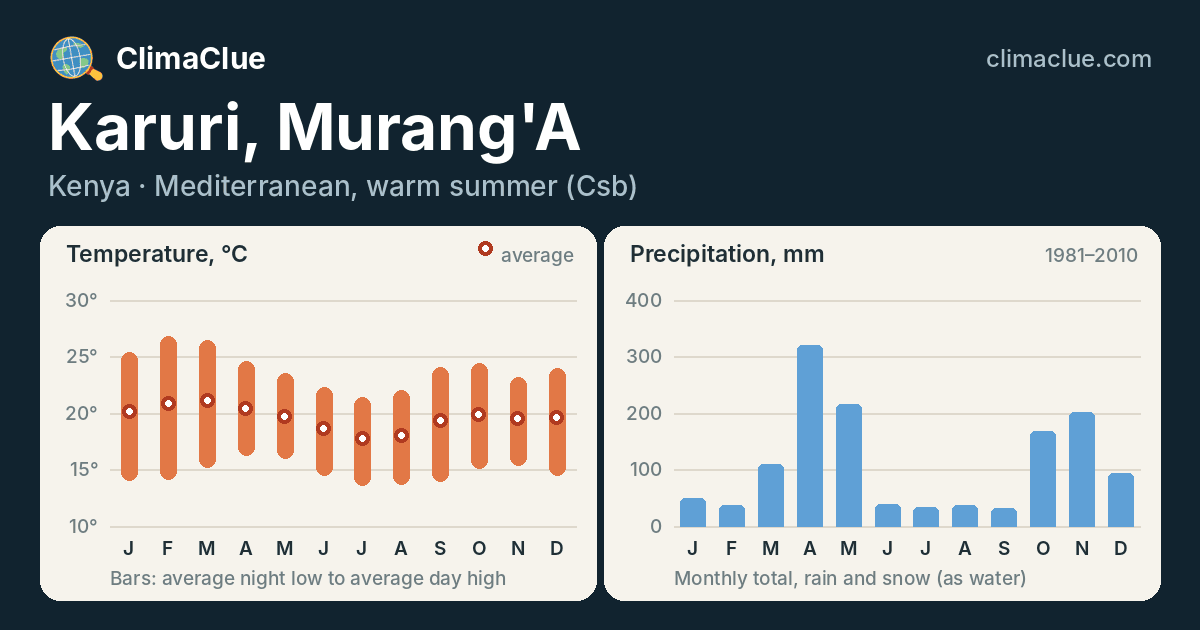 ClimaClue
climaclue.com
Karuri, Murang'A
Kenya · Mediterranean, warm summer (Csb)
Temperature, °C
average
30°
25°
20°
15°
10°
J F M A M J J A S O N D
Bars: average night low to average day high
Precipitation, mm
1981–2010
400
300
200
100
0
J F M A M J J A S O N D
Monthly total, rain and snow (as water)